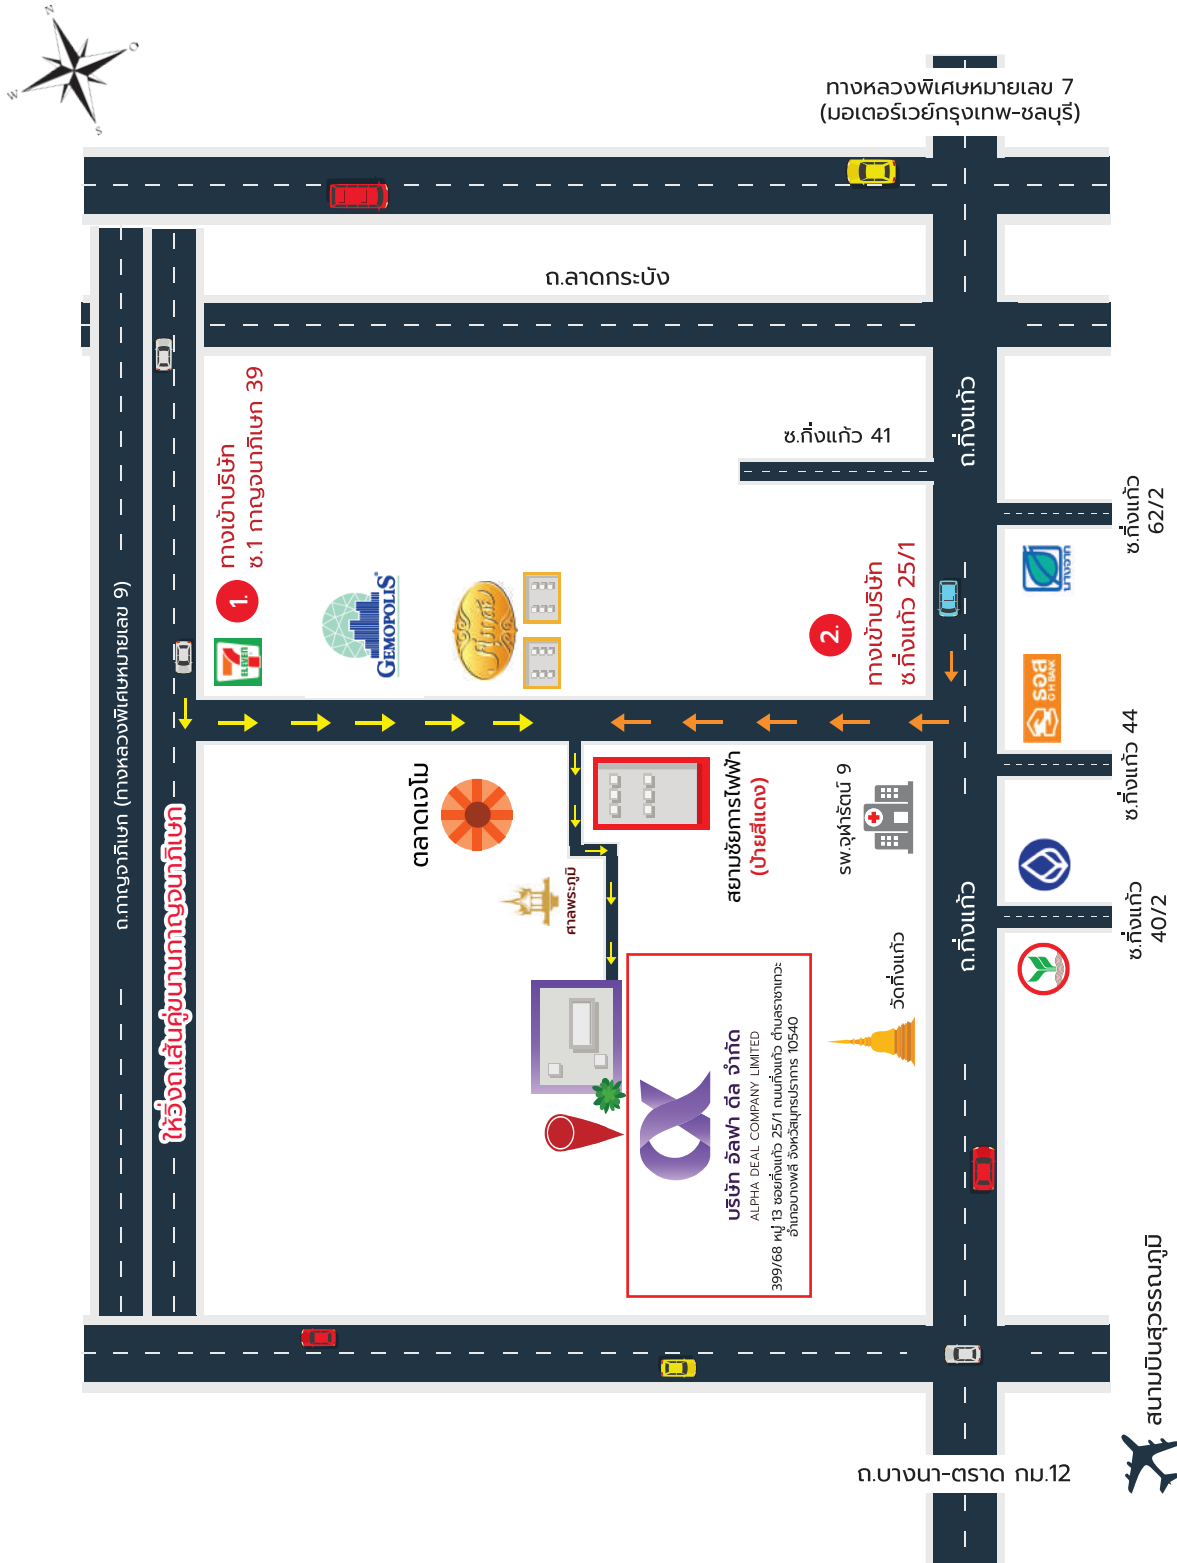 N
O
W
S
ทางหลวงพิเศษหมายเลข 7
(มอเตอร์เวย์กรุงเทพ-ชลบุรี)
ถ.ลาดกระบัง
ถ.กาญจนาภิเษก (ทางหลวงพิเศษหมายเลข 9)
ให้วิ่งถ.เส้นคู่ขนานกาญจนาภิเษก
1.
ทางเข้าบริษัท
ซ.1 กาญจนาภิเษก 39
7
ELEVEN
GEMOPOLIS
ซ.กิ่งแก้ว 41
ถ.กิ่งแก้ว
2.
ทางเข้าบริษัท
ซ.กิ่งแก้ว 25/1
ซ.กิ่งแก้ว
62/2
บางจาก
ธอส
G H BANK
ซ.กิ่งแก้ว 44
ตลาดเจโม
สยามชัยการไฟฟ้า
(ป้ายสีแดง)
รพ.จุฬารัตน์ 9
ศาลพระภูมิ
ถ.กิ่งแก้ว
ซ.กิ่งแก้ว
40/2
วัดกิ่งแก้ว
บริษัท อัลฟา ดีล จำกัด
ALPHA DEAL COMPANY LIMITED
399/68 หมู่ 13 ซอยกิ่งแก้ว 25/1 ถนนกิ่งแก้ว ตำบลราชาเทวะ
อำเภอบางพลี จังหวัดสมุทรปราการ 10540
สนามบินสุวรรณภูมิ
ถ.บางนา-ตราด กม.12